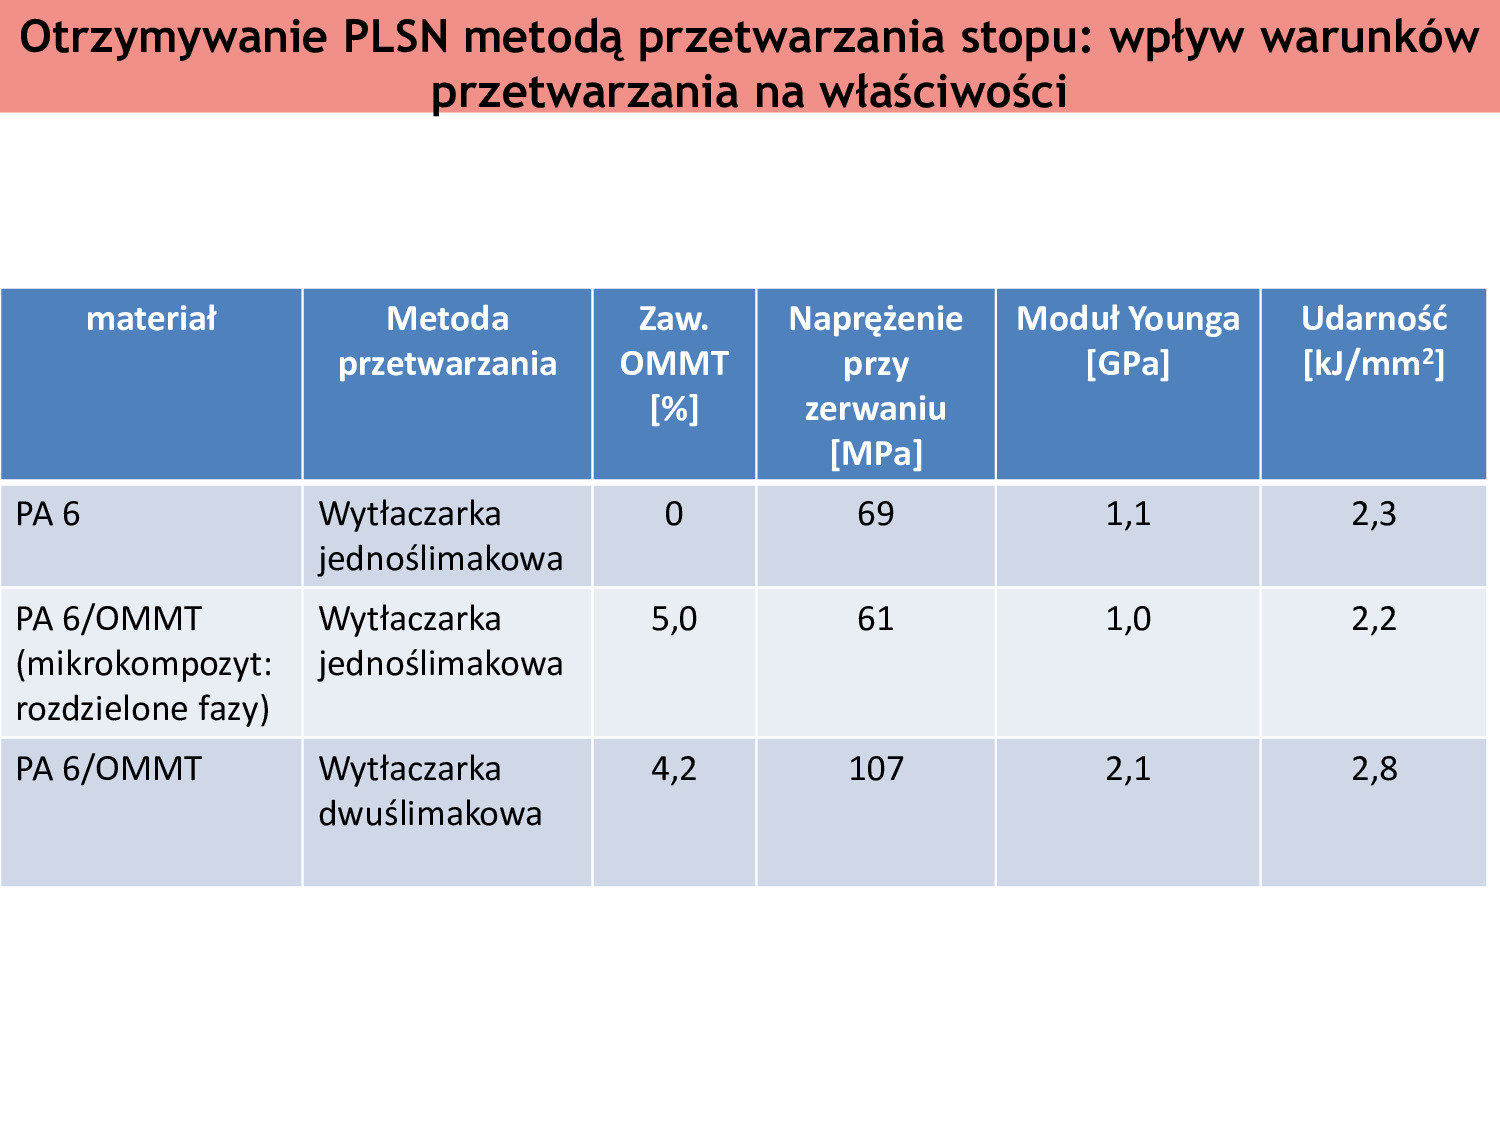 Otrzymywanie PLSN metodą przetwarzania stopu: wpływ warunków
przetwarzania na właściwości
materiał
Metoda
przetwarzania
Zaw.
OMMT
[%]
Naprężenie
przy
zerwaniu
[MPa]
Moduł Younga
[GPa]
Udarność
[kJ/mm²]
PA 6
Wytłaczarka
jednoślimakowa
0
69
1,1
2,3
PA 6/OMMT
(mikrokompozyt:
rozdzielone fazy)
Wytłaczarka
jednoślimakowa
5,0
61
1,0
2,2
PA 6/OMMT
Wytłaczarka
dwuślimakowa
4,2
107
2,1
2,8